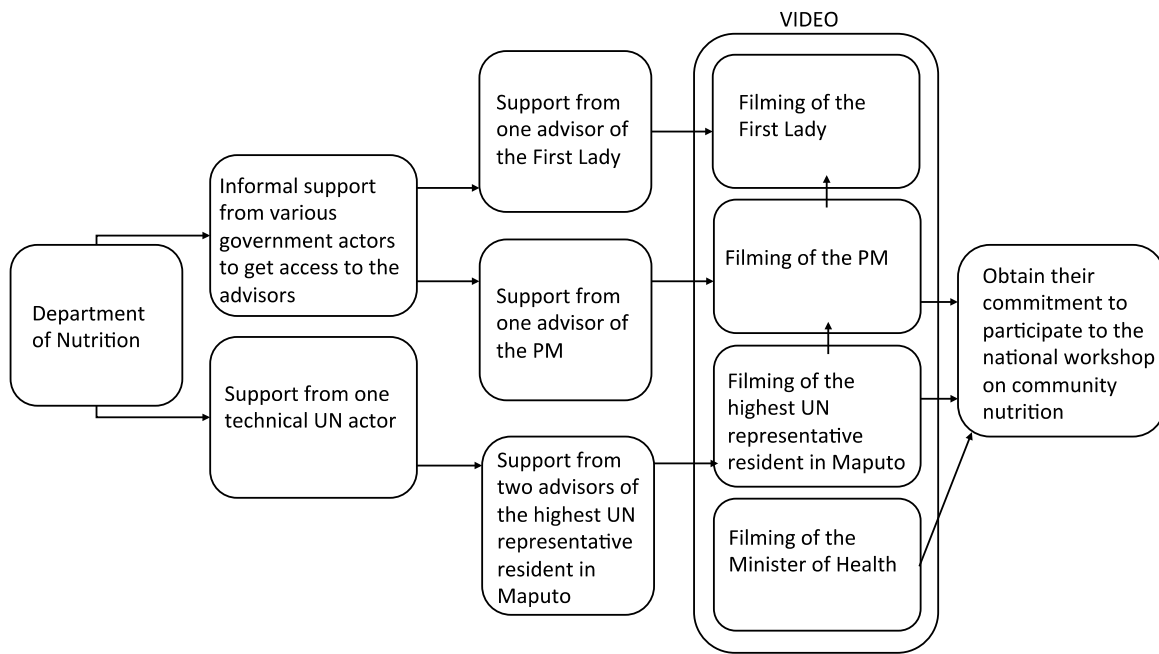 VIDEO
Department
of Nutrition
Informal support
from various
government actors
to get access to the
advisors
Support from one
technical UN actor
Support from
one advisor of
the First Lady
Support from
one advisor of
the PM
Support from
two advisors of
the highest UN
representative
resident in
Maputo
Filming of the
First Lady
Filming of the PM
Filming of the
highest UN
representative
resident in Maputo
Filming of the
Minister of Health
Obtain their
commitment to
participate to the
national workshop
on community
nutrition